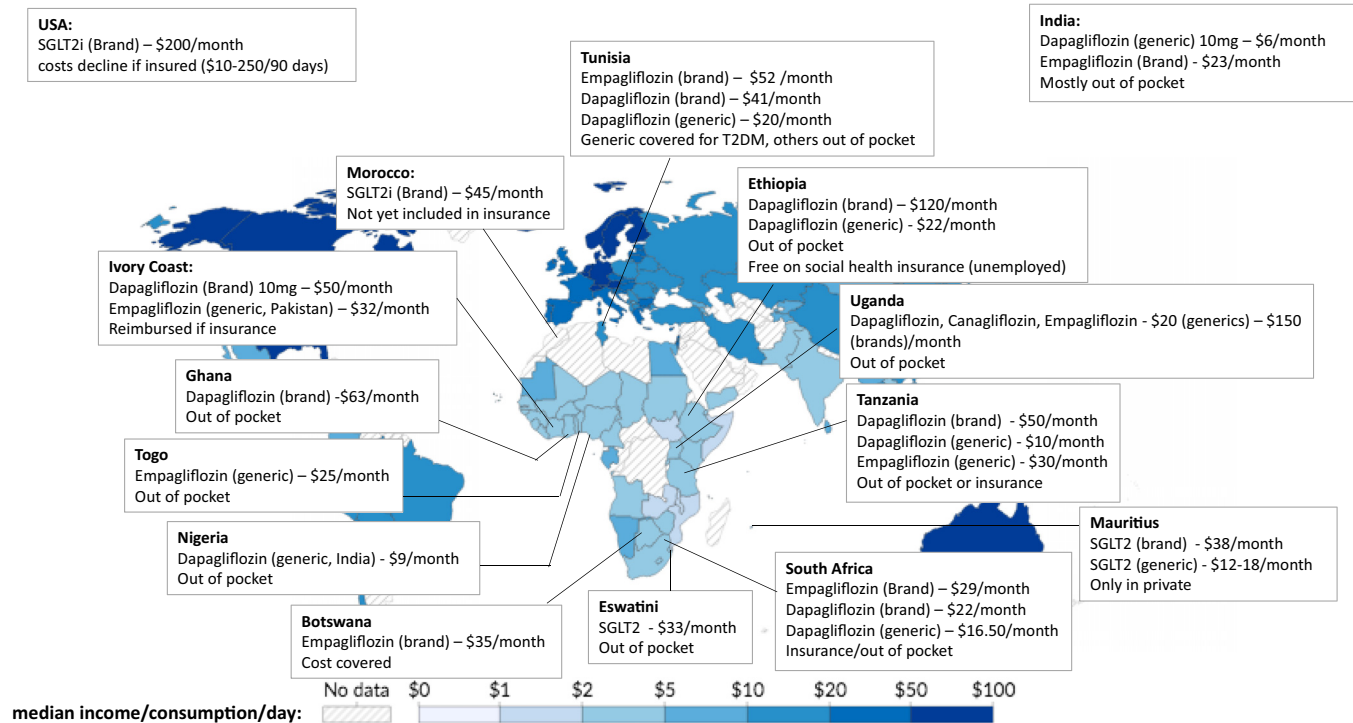 USA:
SGLT2i (Brand) – $200/month
costs decline if insured ($10-250/90 days)
India:
Dapagliflozin (generic) 10mg – $6/month
Empagliflozin (Brand) - $23/month
Mostly out of pocket
Tunisia
Empagliflozin (brand) – $52 /month
Dapagliflozin (brand) – $41/month
Dapagliflozin (generic) – $20/month
Generic covered for T2DM, others out of pocket
Morocco:
SGLT2i (Brand) – $45/month
Not yet included in insurance
Ethiopia
Dapagliflozin (brand) – $120/month
Dapagliflozin (generic) - $22/month
Out of pocket
Free on social health insurance (unemployed)
Ivory Coast:
Dapagliflozin (Brand) 10mg – $50/month
Empagliflozin (generic, Pakistan) – $32/month
Reimbursed if insurance
Uganda
Dapagliflozin, Canagliflozin, Empagliflozin - $20 (generics) – $150
(brands)/month
Out of pocket
Ghana
Dapagliflozin (brand) -$63/month
Out of pocket
Tanzania
Dapagliflozin (brand) - $50/month
Dapagliflozin (generic) - $10/month
Empagliflozin (generic) - $30/month
Out of pocket or insurance
Togo
Empagliflozin (generic) – $25/month
Out of pocket
Nigeria
Dapagliflozin (generic, India) - $9/month
Out of pocket
Mauritius
SGLT2 (brand) - $38/month
SGLT2 (generic) - $12-18/month
Only in private
South Africa
Empagliflozin (Brand) – $29/month
Dapagliflozin (brand) – $22/month
Dapagliflozin (generic) – $16.50/month
Insurance/out of pocket
Eswatini
SGLT2 - $33/month
Out of pocket
Botswana
Empagliflozin (brand) – $35/month
Cost covered
No data $0 $1 $2 $5 $10 $20 $50 $100
median income/consumption/day: